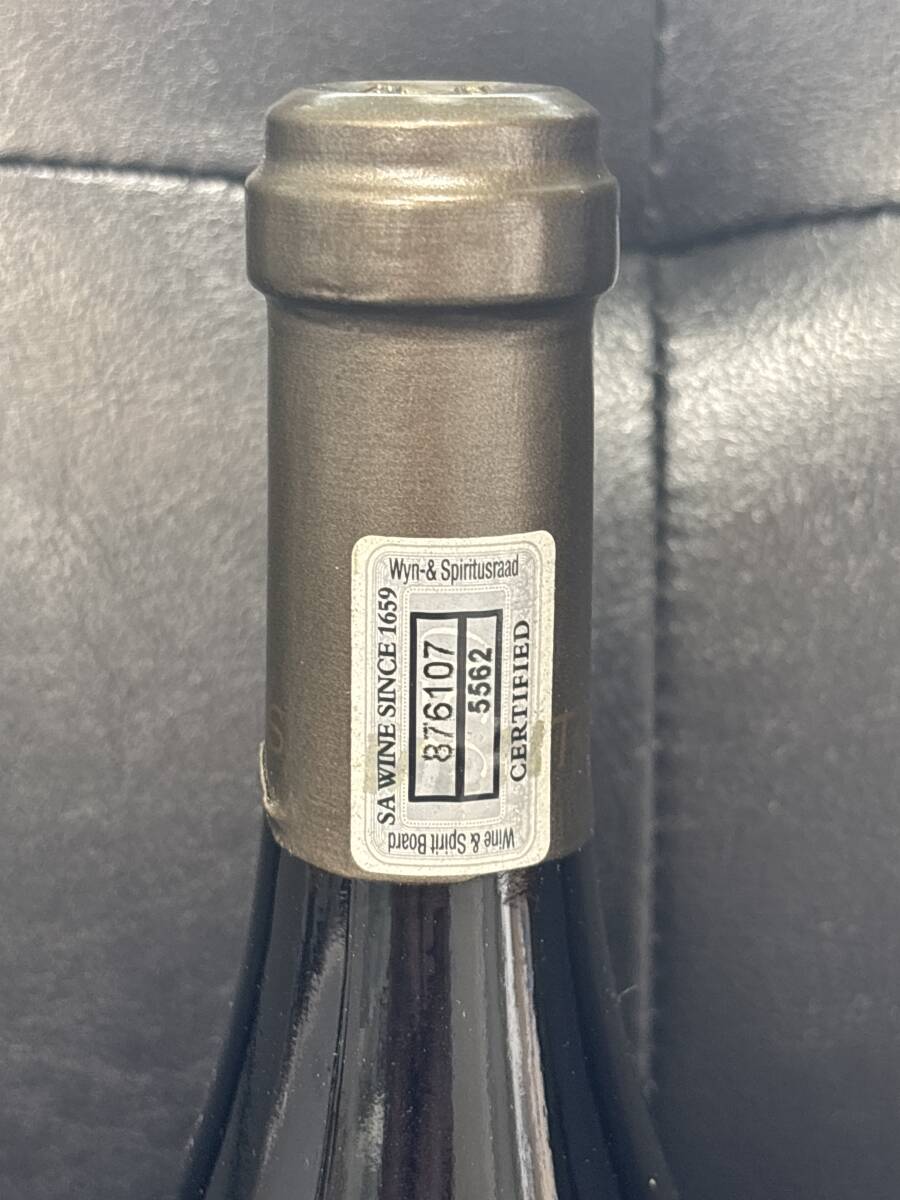 Wyn-& Spiritusraad
SA WINE SINCE 1659
876107
5562
CERTIFIED
Wine & Spirit Board